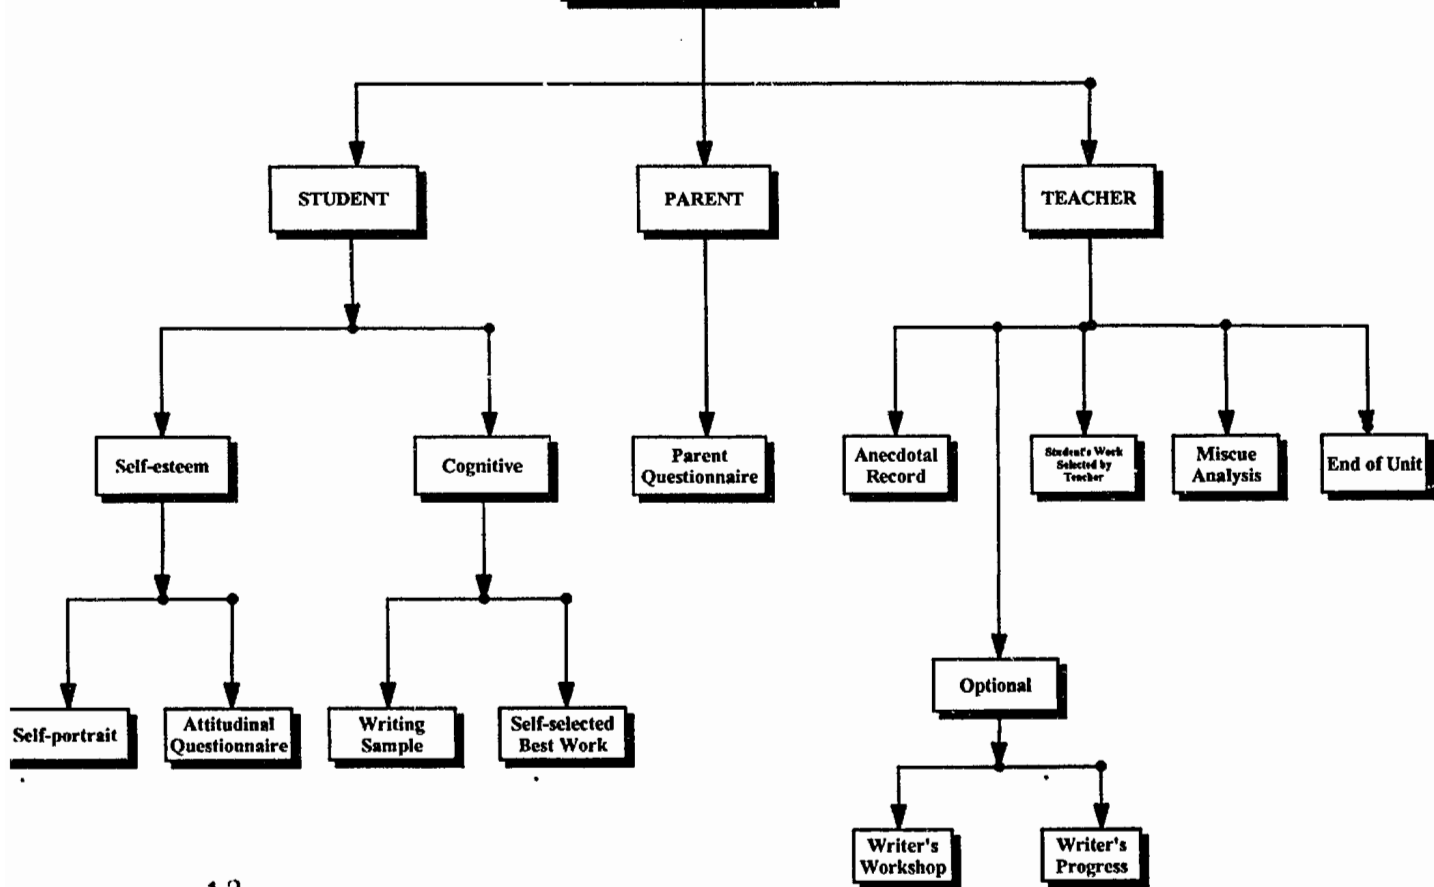 STUDENT
PARENT
TEACHER
Self-esteem
Cognitive
Parent
Questionnaire
Anecdotal
Record
Student's Work
Selected by
Teacher
Miscue
Analysis
End of Unit
Optional
Self-portrait
Attitudinal
Questionnaire
Writing
Sample
Self-selected
Best Work
Writer's
Workshop
Writer's
Progress